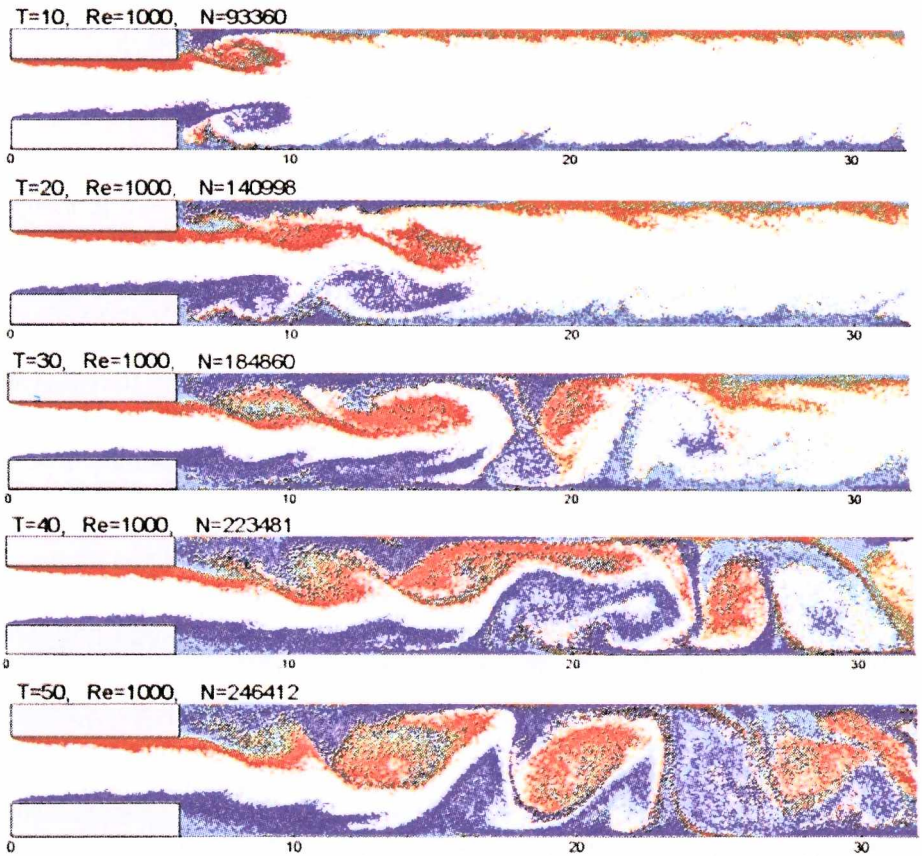 T=10, Re=1000, N=93360
0 10 20 30
T=20, Re=1000, N=140998
0 10 20 30
T=30, Re=1000, N=184860
0 10 20 30
T=40, Re=1000, N=223481
0 10 20 30
T=50, Re=1000, N=246412
0 10 20 30